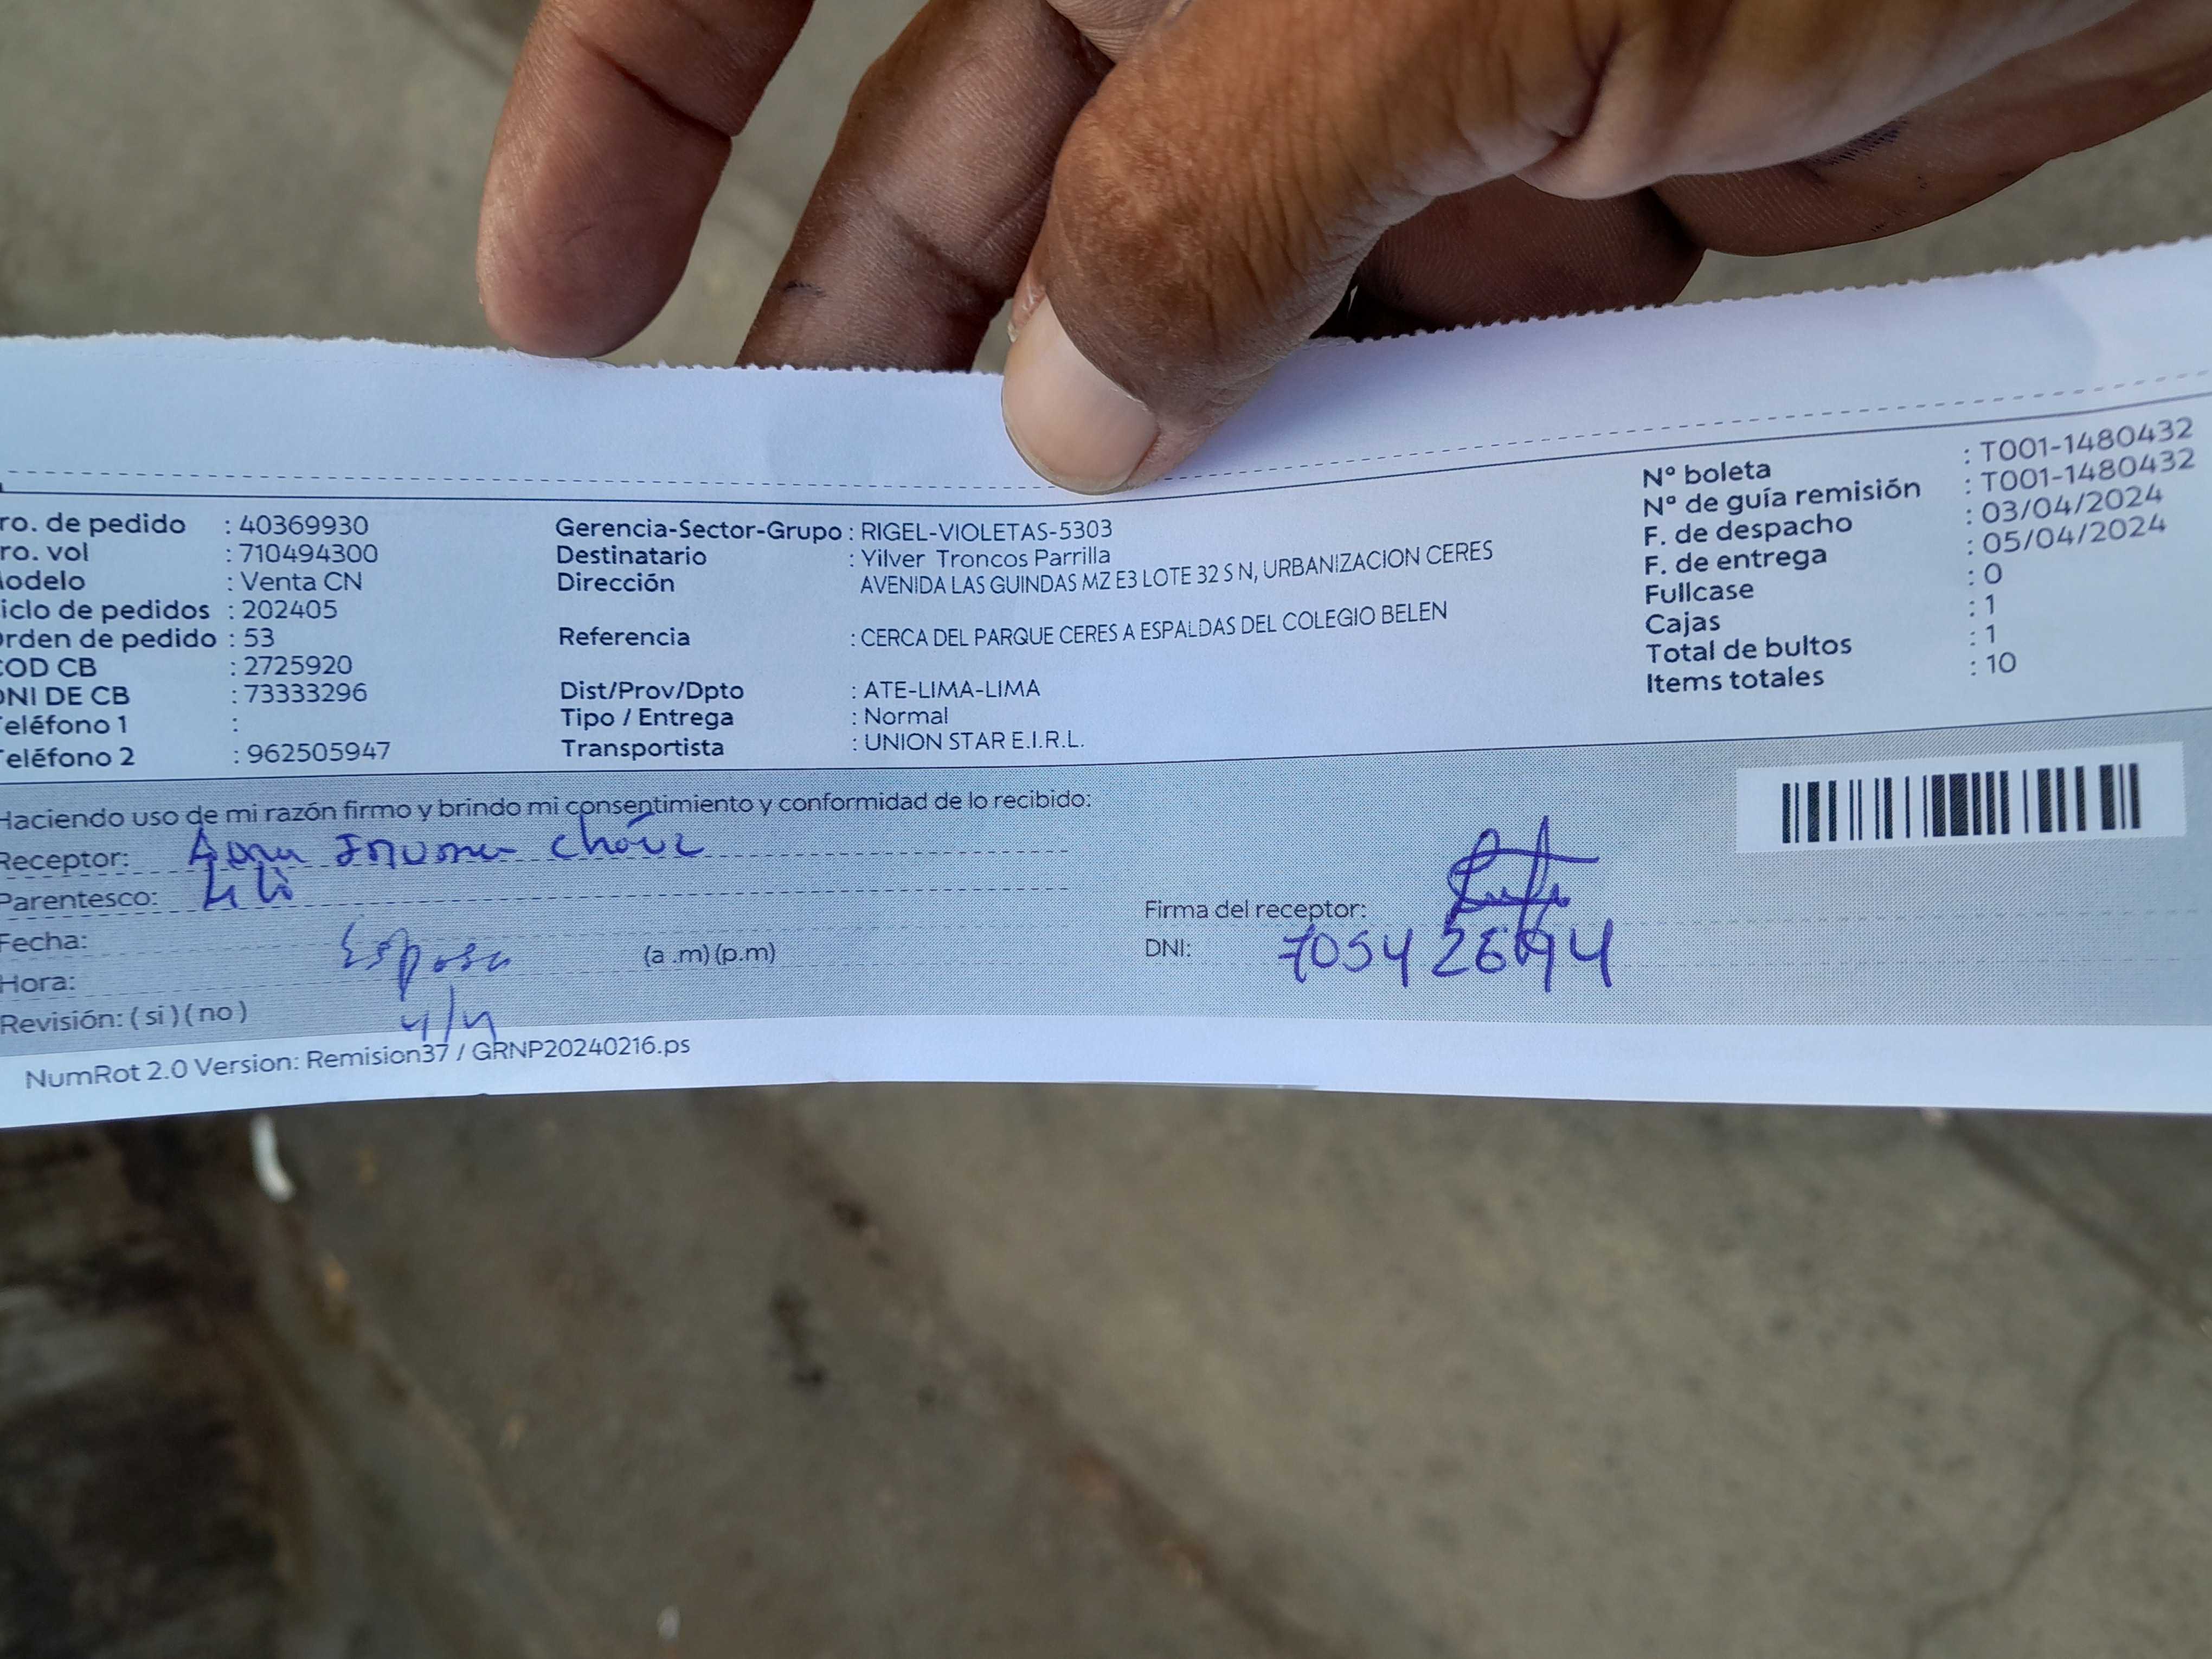 ro. de pedido : 40369930
ro. vol : 710494300
odelo : Venta CN
iclo de pedidos : 202405
rden de pedido : 53
OD CB : 2725920
NI DE CB : 73333296
eléfono 1 :
eléfono 2 : 962505947
Gerencia-Sector-Grupo : RIGEL-VIOLETAS-5303
Destinatario : Yilver Troncos Parrilla
Dirección AVENIDA LAS GUINDAS MZ E3 LOTE 32 S N, URBANIZACION CERES
Referencia : CERCA DEL PARQUE CERES A ESPALDAS DEL COLEGIO BELEN
Dist/Prov/Dpto : ATE-LIMA-LIMA
Tipo / Entrega : Normal
Transportista : UNION STAR E.I.R.L.
N° boleta : T001-1480432
N° de guía remisión : T001-1480432
F. de despacho : 03/04/2024
F. de entrega : 05/04/2024
Fullcase : 0
Cajas : 1
Total de bultos : 1
Items totales : 10
Haciendo uso de mi razón firmo y brindo mi consentimiento y conformidad de lo recibido:
Receptor:
Parentesco:
Fecha: Esposa
Hora: (a .m) (p.m)
Revisión: ( si ) ( no ) 4/4
Firma del receptor:
DNI:
NumRot 2.0 Version: Remision37 / GRNP20240216.ps